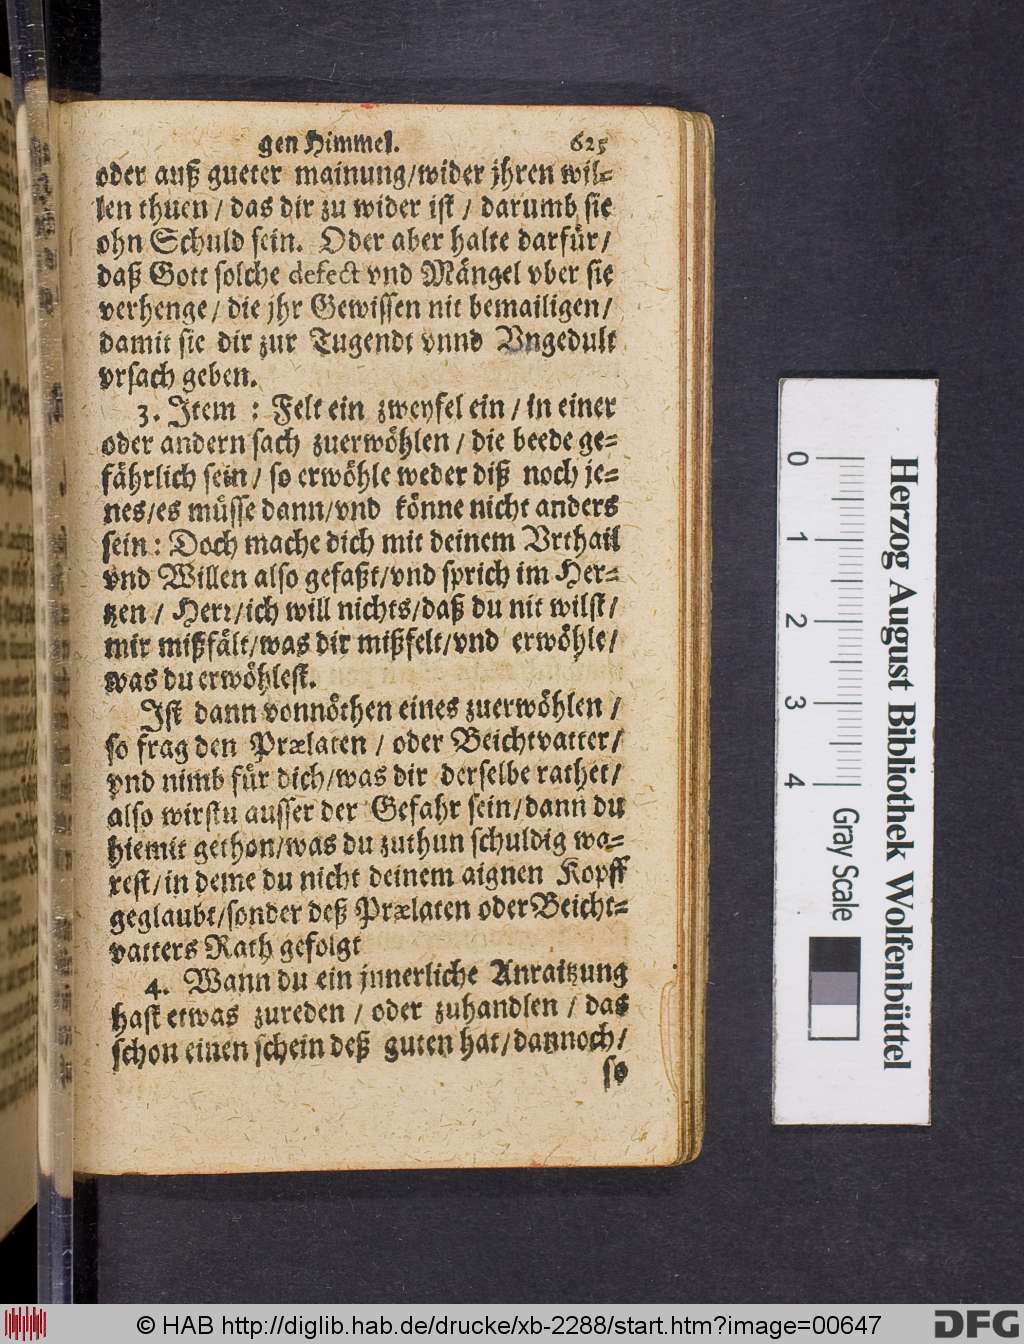 gen Himmel. 625
oder auß gueter mainung/wider jhren wil-
len thuen / das dir zu wider ist / darumb sie
ohn Schuld sein. Oder aber halte darfür/
daß Gott solche defect vnd Mängel vber sie
verhenge / die jhr Gewissen nit bemailigen/
damit sie dir zur Tugendt vnnd Vngedult
vrsach geben.
3. Item : Felt ein zweyfel ein / in einer
oder andern sach zuerwöhlen / die beede ge-
fährlich sein / so erwöhle weder diß noch je-
nes/es müsse dann/vnd könne nicht anders
sein: Doch mache dich mit deinem Vrthail
vnd Willen also gefaßt/vnd sprich im Her-
tzen / Herr/ich will nichts/daß du nit wilst/
mir mißfält/was dir mißfelt/vnd erwöhle/
was du erwöhlest.
Ist dann vonnöthen eines zuerwöhlen /
so frag den Prælaten / oder Beichtvatter/
vnd nimb für dich/was dir derselbe rathet/
also wirstu ausser der Gefahr sein/dann du
hiemit gethon/was du zuthun schuldig wa-
rest/in deme du nicht deinem aignen Kopff
geglaubt/sonder deß Prælaten oder Beicht-
vatters Rath gefolgt
4. Wann du ein jnnerliche Anraitzung
hast etwas zureden / oder zuhandlen / das
schon einen schein deß guten hat/dannoch/
so
Herzog August Bibliothek Wolfenbüttel
0 1 2 3 4 Gray Scale
© HAB http://diglib.hab.de/drucke/xb-2288/start.htm?image=00647
DFG